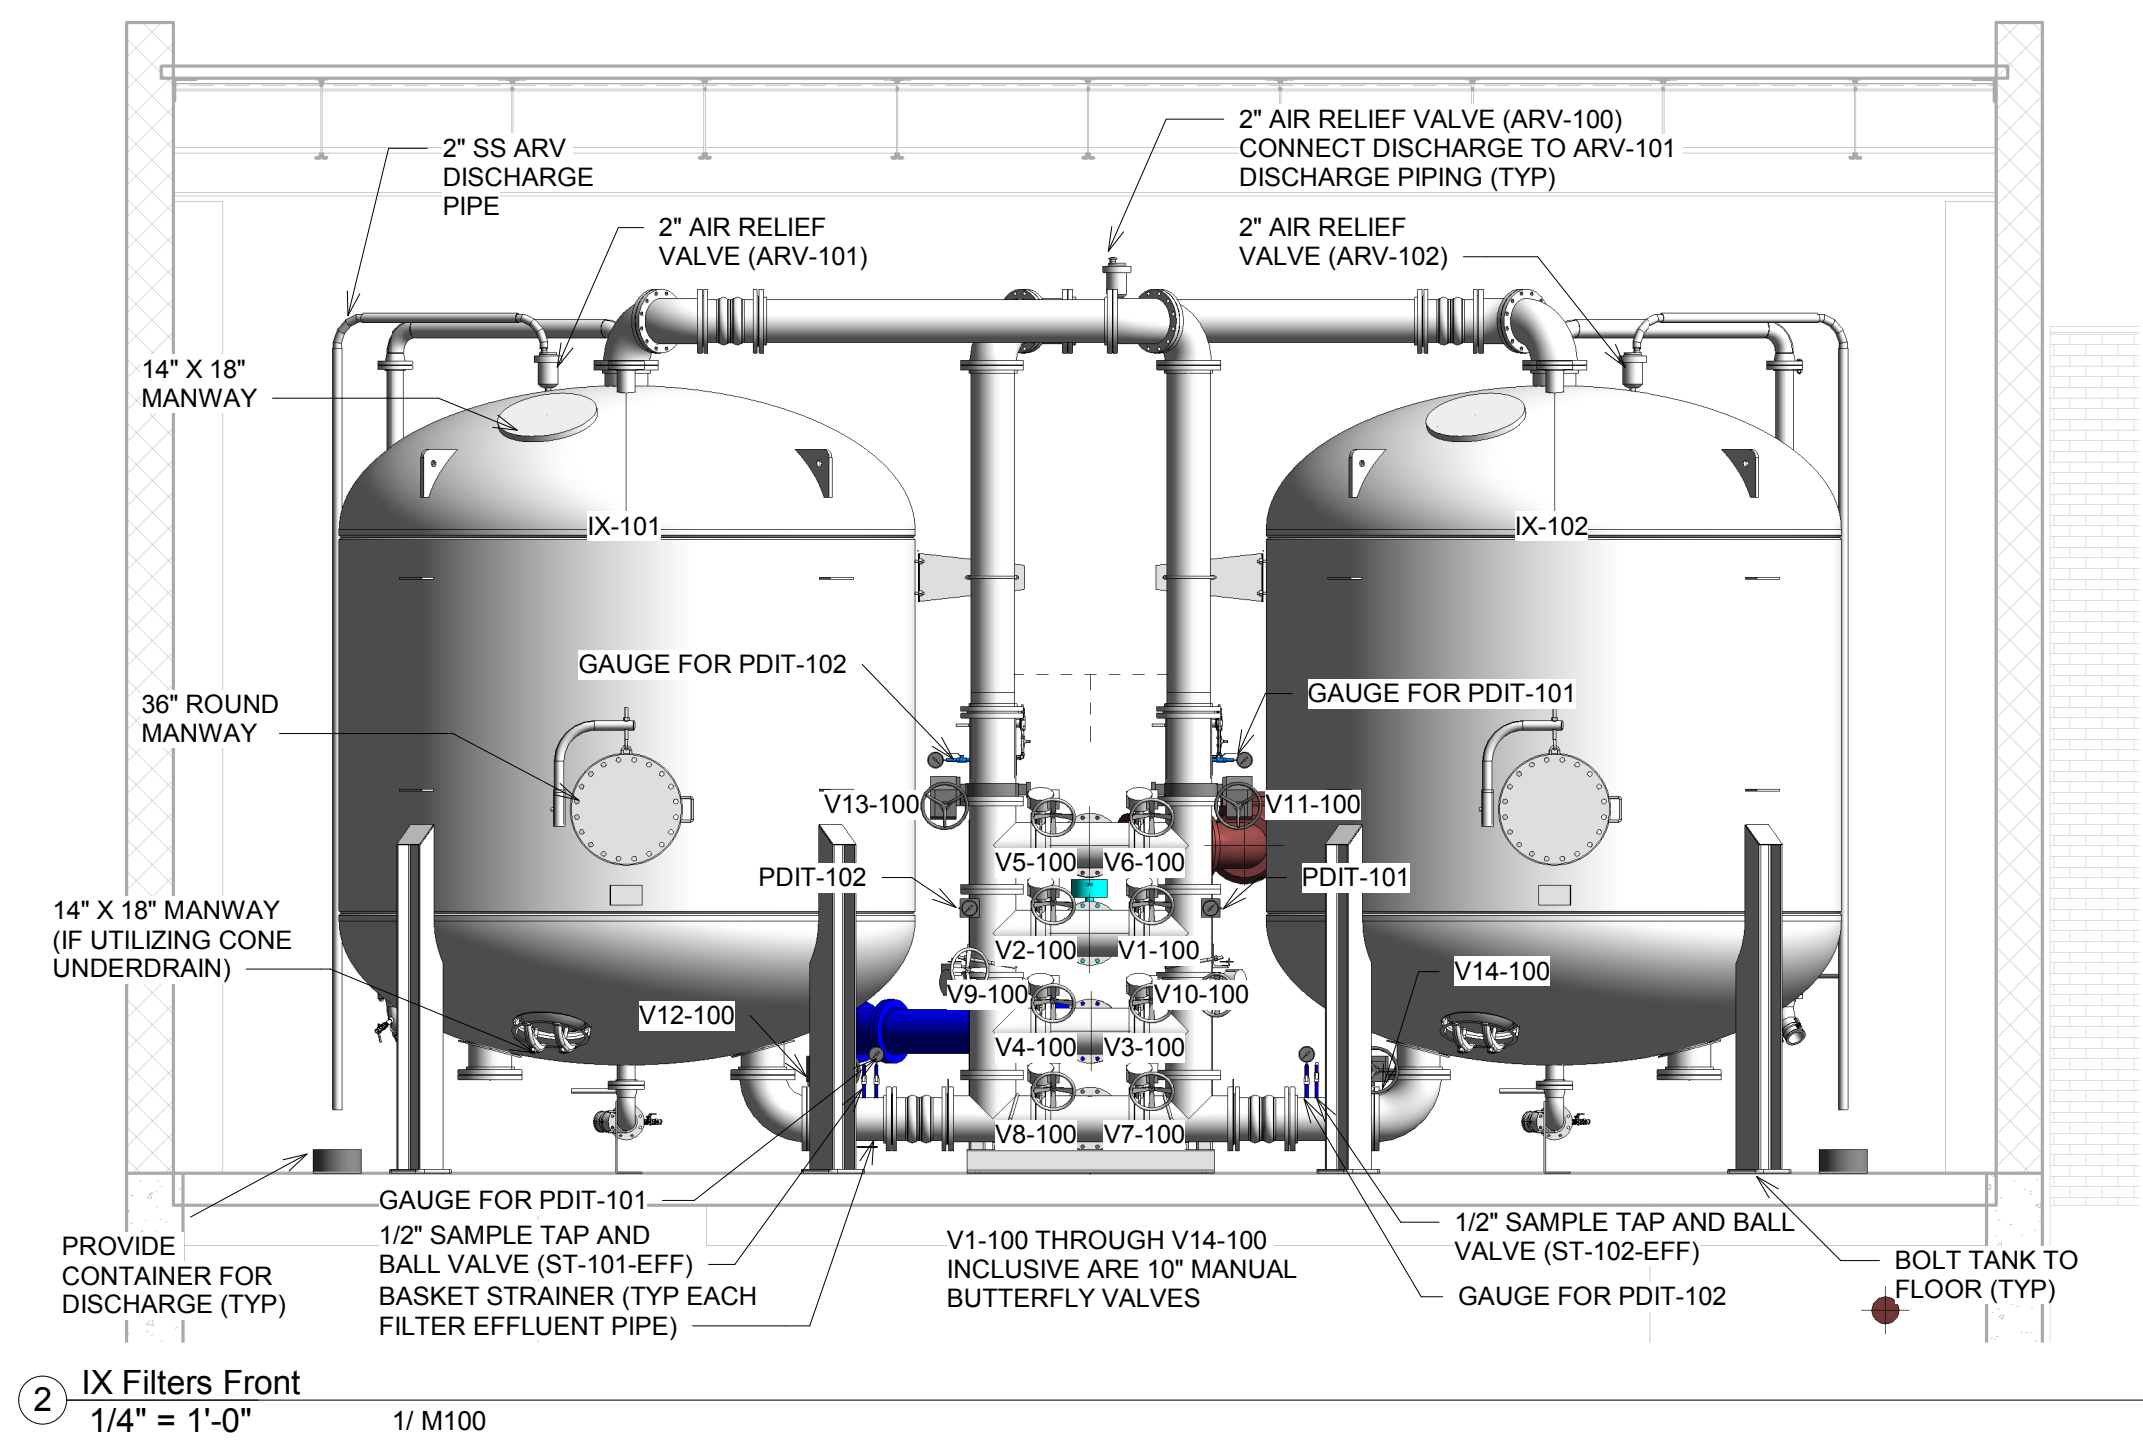 2" SS ARV
DISCHARGE
PIPE
2" AIR RELIEF VALVE (ARV-100)
CONNECT DISCHARGE TO ARV-101
DISCHARGE PIPING (TYP)
2" AIR RELIEF
VALVE (ARV-101)
2" AIR RELIEF
VALVE (ARV-102)
14" X 18"
MANWAY
IX-101
IX-102
GAUGE FOR PDIT-102
GAUGE FOR PDIT-101
36" ROUND
MANWAY
V13-100
V11-100
V5-100
V6-100
PDIT-102
PDIT-101
14" X 18" MANWAY
(IF UTILIZING CONE
UNDERDRAIN)
V2-100
V1-100
V14-100
V9-100
V10-100
V12-100
V4-100
V3-100
V8-100
V7-100
GAUGE FOR PDIT-101
1/2" SAMPLE TAP AND
BALL VALVE (ST-101-EFF)
BASKET STRAINER (TYP EACH
FILTER EFFLUENT PIPE)
V1-100 THROUGH V14-100
INCLUSIVE ARE 10" MANUAL
BUTTERFLY VALVES
1/2" SAMPLE TAP AND BALL
VALVE (ST-102-EFF)
GAUGE FOR PDIT-102
BOLT TANK TO
FLOOR (TYP)
PROVIDE
CONTAINER FOR
DISCHARGE (TYP)
2
IX Filters Front
1/4" = 1'-0"
1/ M100